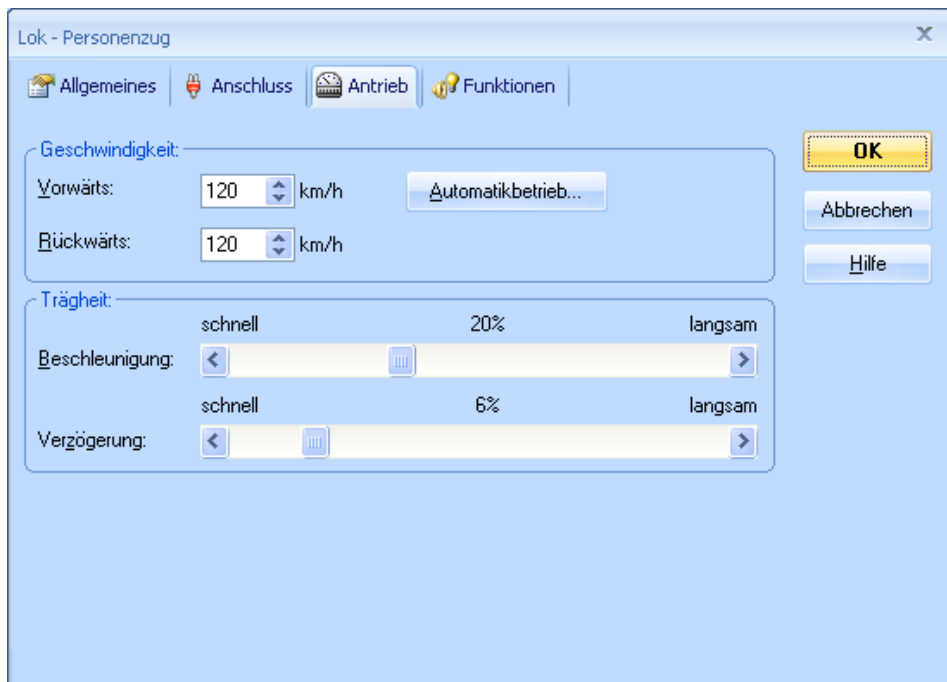 Lok - Personenzug
Allgemeines Anschluss Antrieb Funktionen
Geschwindigkeit:
Vorwärts: 120 km/h Automatikbetrieb...
Rückwärts: 120 km/h
OK
Abbrechen
Hilfe
Trägheit:
schnell 20% langsam
Beschleunigung:
schnell 6% langsam
Verzögerung: